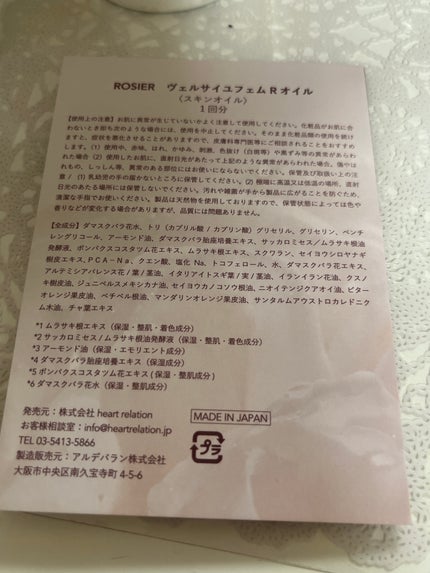 ROSIER ヴェルサイユフェム R オイル
〈スキンオイル〉
1回分
【使用上の注意】お肌に異常が生じていないかよく注意して使用してください。化粧品がお肌に合
わないとき即ち次のような場合には、使用を中止してください。そのまま化粧品類の使用を続け
ますと、症状を悪化させることがありますので、皮膚科専門医等にご相談されることをおすすめ
します。(1) 使用中、赤味、はれ、かゆみ、刺激、色抜け (白斑等) や黒ずみ等の異常があらわ
れた場合 (2) 使用したお肌に、直射日光があたって上記のような異常があらわれた場合。傷やは
れもの、しっしん等、異常のある部位にはお使いにならないでください。保管及び取扱い上の注
意 / (1) 乳幼児の手の届かないところに保管してください。(2) 極端に高温又は低温の場所、直射
日光のあたる場所には保管しないでください。汚れや雑菌が手から製品に広がることを防ぐため、
清潔な手指でお使いください。製品は天然物を使用しておりますので、保管状態によっては色や
香りなどが変化する場合がありますが、品質には問題ありません。
【全成分】ダマスクバラ花水、トリ (カプリル酸 / カプリン酸) グリセリル、グリセリン、ペンチ
レングリコール、アーモンド油、ダマスクバラ胎座培養エキス、サッカロミセス／ムラサキ根油
発酵液、ボンバクスコスタツム花エキス、ムラサキ根エキス、スクワラン、セイヨウシロヤナギ
樹皮エキス、PCA－Na、クエン酸、塩化 Na、トコフェロール、水、ダマスクバラ花エキス、
アルテミシアパレンス花 / 葉 / 茎油、イタリアイトスギ葉 / 実 / 茎油、イランイラン花油、クスノ
キ樹皮油、ジュニペルスメキシカナ油、セイヨウカノコソウ根油、ニオイテンジクアオイ油、ビター
オレンジ果皮油、ベチベル根油、マンダリンオレンジ果皮油、サンタルムアウストロカレドニク
ム木油、チャ葉エキス
*1 ムラサキ根エキス（保湿・整肌・着色成分）
*2 サッカロミセス/ムラサキ根油発酵液（保湿・整肌・着色成分）
*3 アーモンド油（保湿・エモリエント成分）
*4 ダマスクバラ胎座培養エキス（保湿・整肌成分）
*5 ボンバクスコスタツム花エキス (保湿・整肌成分)
*6 ダマスクバラ花水（保湿・整肌成分）
発売元：株式会社 heart relation
お客様相談室：info@heartrelation.jp
TEL 03-5413-5866
製造販売元：アルデバラン株式会社
大阪市中央区南久宝寺町 4-5-6
MADE IN JAPAN
プラ